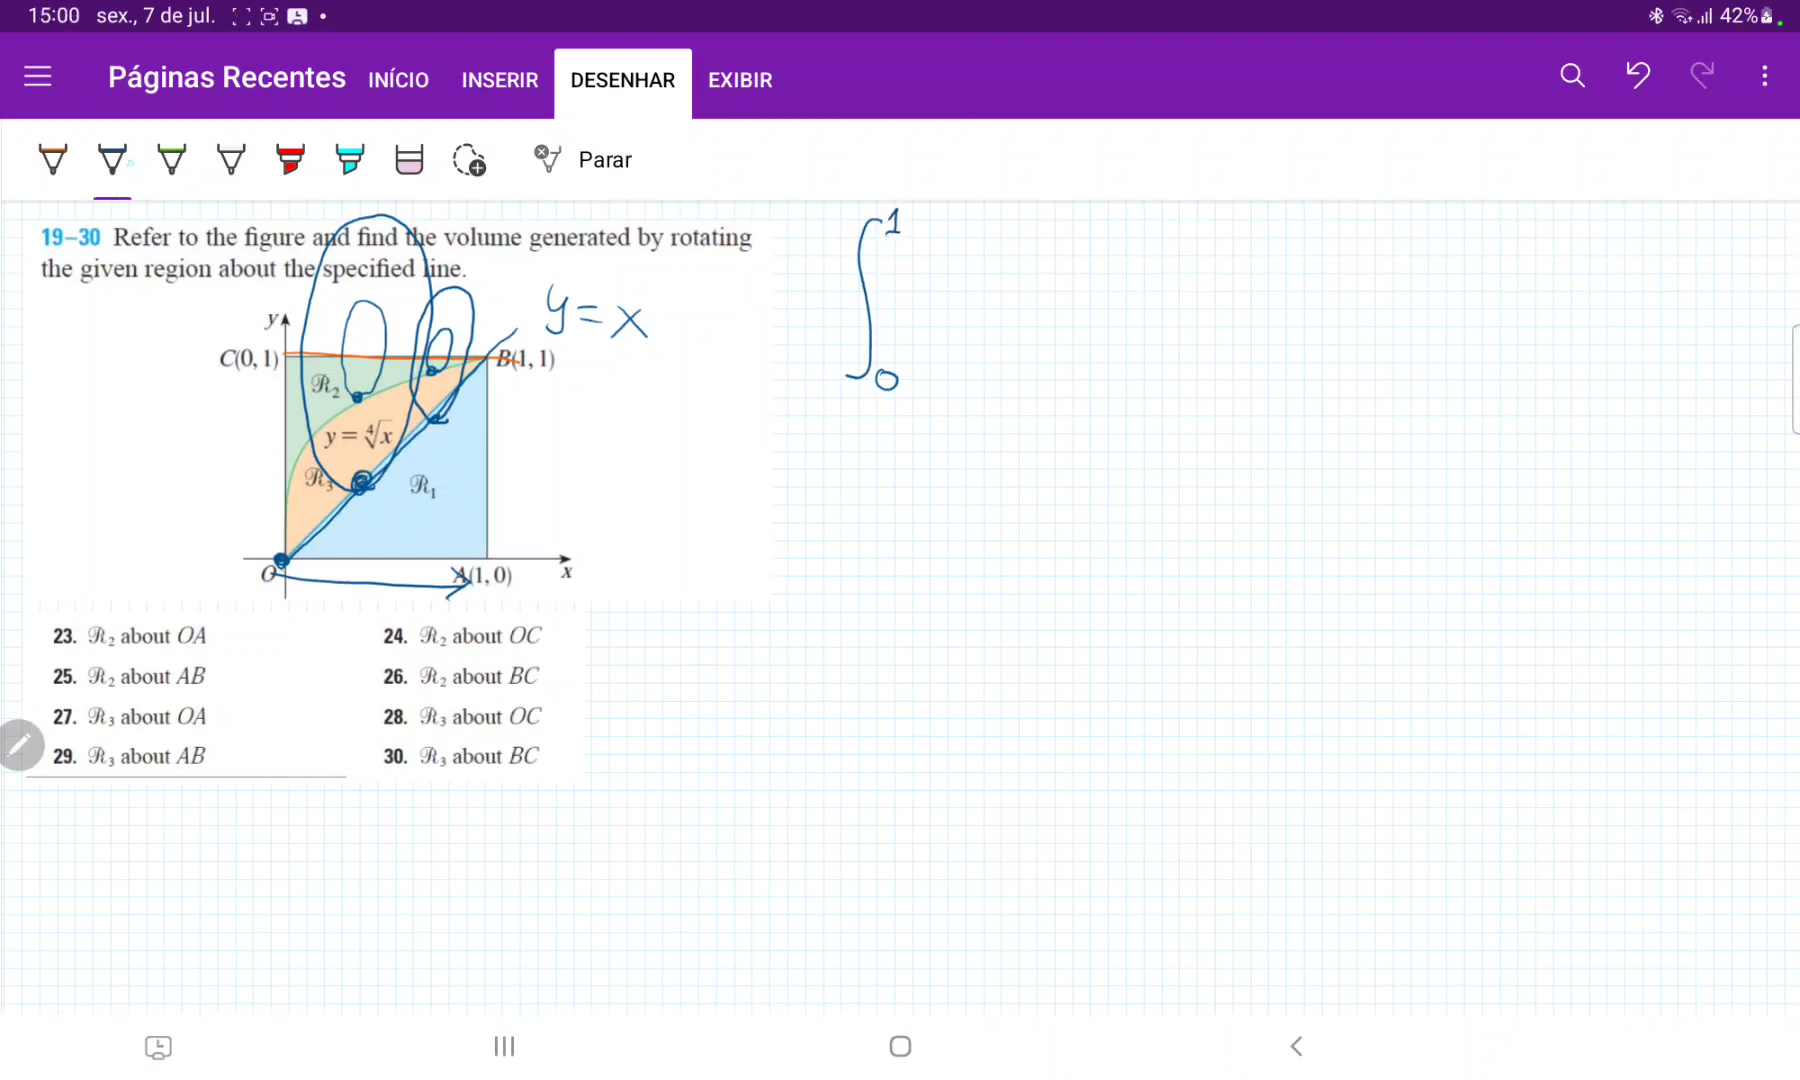 15:00 sex., 7 de jul.
42%
Páginas Recentes INÍCIO INSERIR DESENHAR EXIBIR
Parar
19–30 Refer to the figure and find the volume generated by rotating
the given region about the specified line.
∫ 1 0
y = x
y
C(0, 1)
B(1, 1)
ℛ₂
y = ∜x
ℛ₃
ℛ₁
O
A(1, 0)
x
23. ℛ₂ about OA
24. ℛ₂ about OC
25. ℛ₂ about AB
26. ℛ₂ about BC
27. ℛ₃ about OA
28. ℛ₃ about OC
29. ℛ₃ about AB
30. ℛ₃ about BC